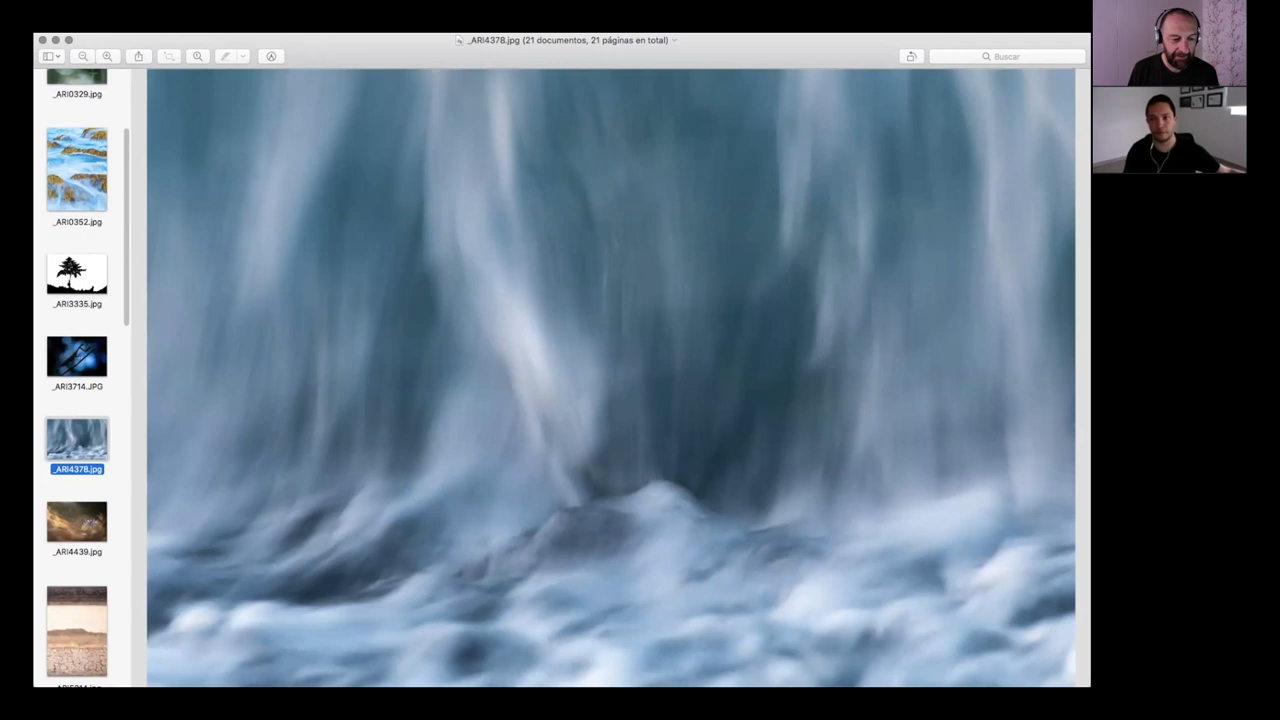 _ARI4378.jpg (21 documentos, 21 páginas en total)
Buscar
_ARI0329.jpg
_ARI0352.jpg
_ARI3335.jpg
_ARI3714.JPG
_ARI4378.jpg
_ARI4439.jpg